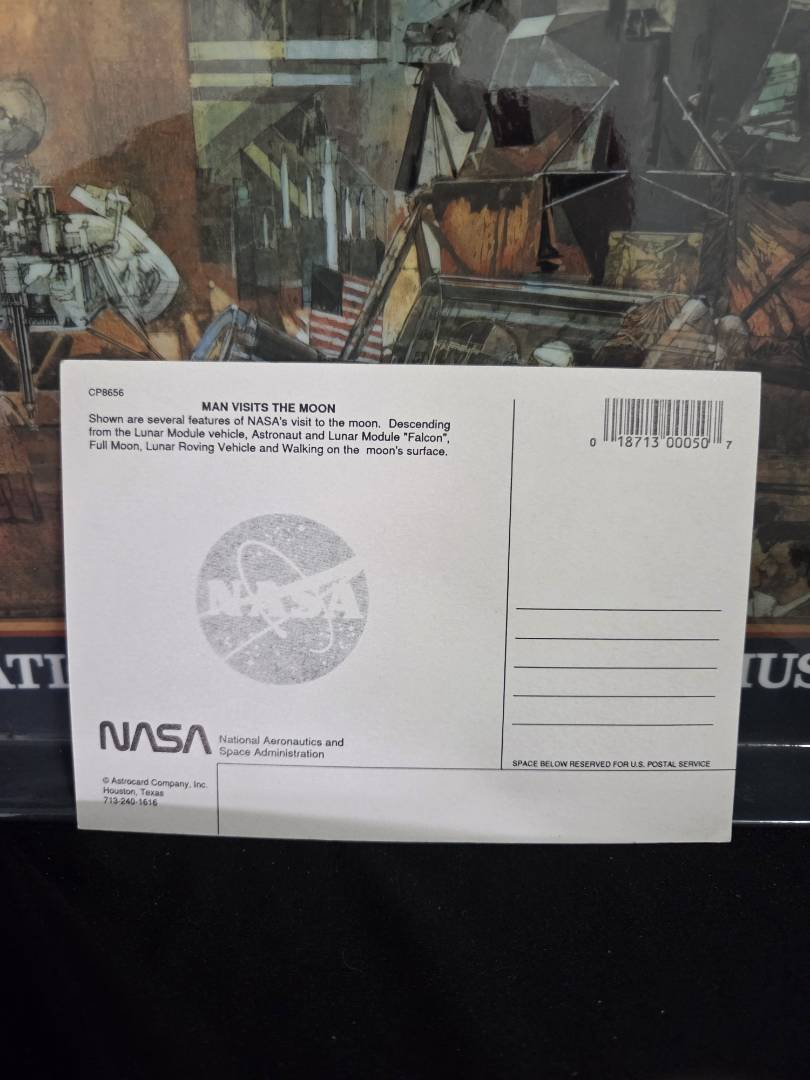 CP8656
MAN VISITS THE MOON
Shown are several features of NASA's visit to the moon. Descending
from the Lunar Module vehicle, Astronaut and Lunar Module "Falcon",
Full Moon, Lunar Roving Vehicle and Walking on the moon's surface.
0 18713 00050 7
NASA
NASA
National Aeronautics and
Space Administration
© Astrocard Company, Inc.
Houston, Texas
713-240-1616
SPACE BELOW RESERVED FOR U.S. POSTAL SERVICE
ATI
IUS